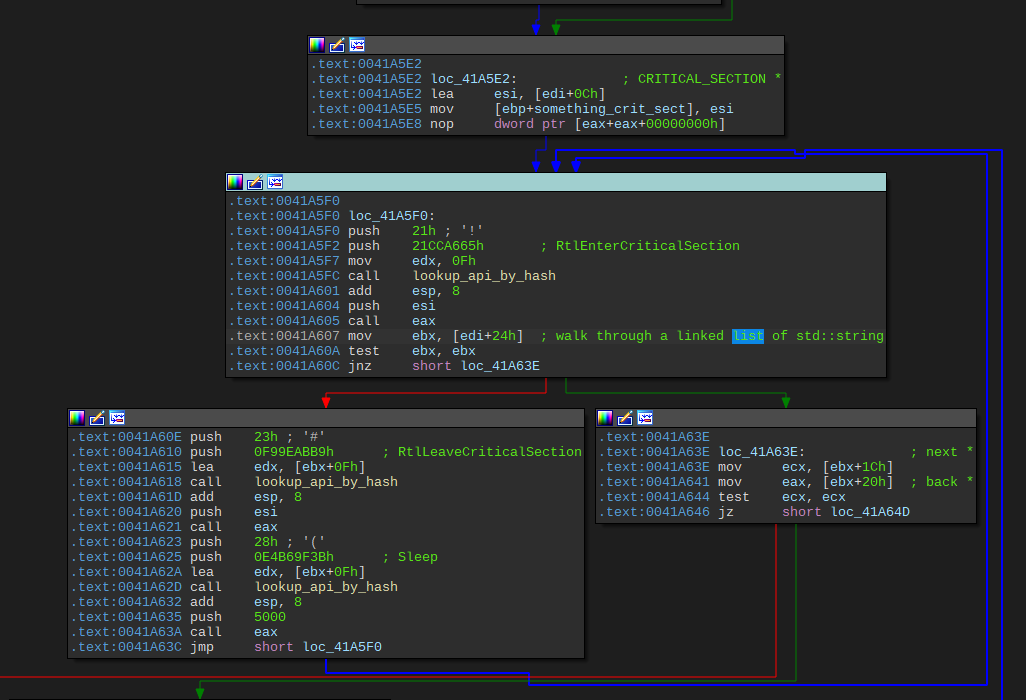 .text:0041A5E2
.text:0041A5E2 loc_41A5E2: ; CRITICAL_SECTION *
.text:0041A5E2 lea esi, [edi+0Ch]
.text:0041A5E5 mov [ebp+something_crit_sect], esi
.text:0041A5E8 nop dword ptr [eax+eax+00000000h]
.text:0041A5F0
.text:0041A5F0 loc_41A5F0:
.text:0041A5F0 push 21h ; '!'
.text:0041A5F2 push 21CCA665h ; RtlEnterCriticalSection
.text:0041A5F7 mov edx, 0Fh
.text:0041A5FC call lookup_api_by_hash
.text:0041A601 add esp, 8
.text:0041A604 push esi
.text:0041A605 call eax
.text:0041A607 mov ebx, [edi+24h] ; walk through a linked list of std::string
.text:0041A60A test ebx, ebx
.text:0041A60C jnz short loc_41A63E
.text:0041A60E push 23h ; '#'
.text:0041A610 push 0F99EABB9h ; RtlLeaveCriticalSection
.text:0041A615 lea edx, [ebx+0Fh]
.text:0041A618 call lookup_api_by_hash
.text:0041A61D add esp, 8
.text:0041A620 push esi
.text:0041A621 call eax
.text:0041A623 push 28h ; '('
.text:0041A625 push 0E4B69F3Bh ; Sleep
.text:0041A62A lea edx, [ebx+0Fh]
.text:0041A62D call lookup_api_by_hash
.text:0041A632 add esp, 8
.text:0041A635 push 5000
.text:0041A63A call eax
.text:0041A63C jmp short loc_41A5F0
.text:0041A63E
.text:0041A63E loc_41A63E: ; next *
.text:0041A63E mov ecx, [ebx+1Ch]
.text:0041A641 mov eax, [ebx+20h] ; back *
.text:0041A644 test ecx, ecx
.text:0041A646 jz short loc_41A64D